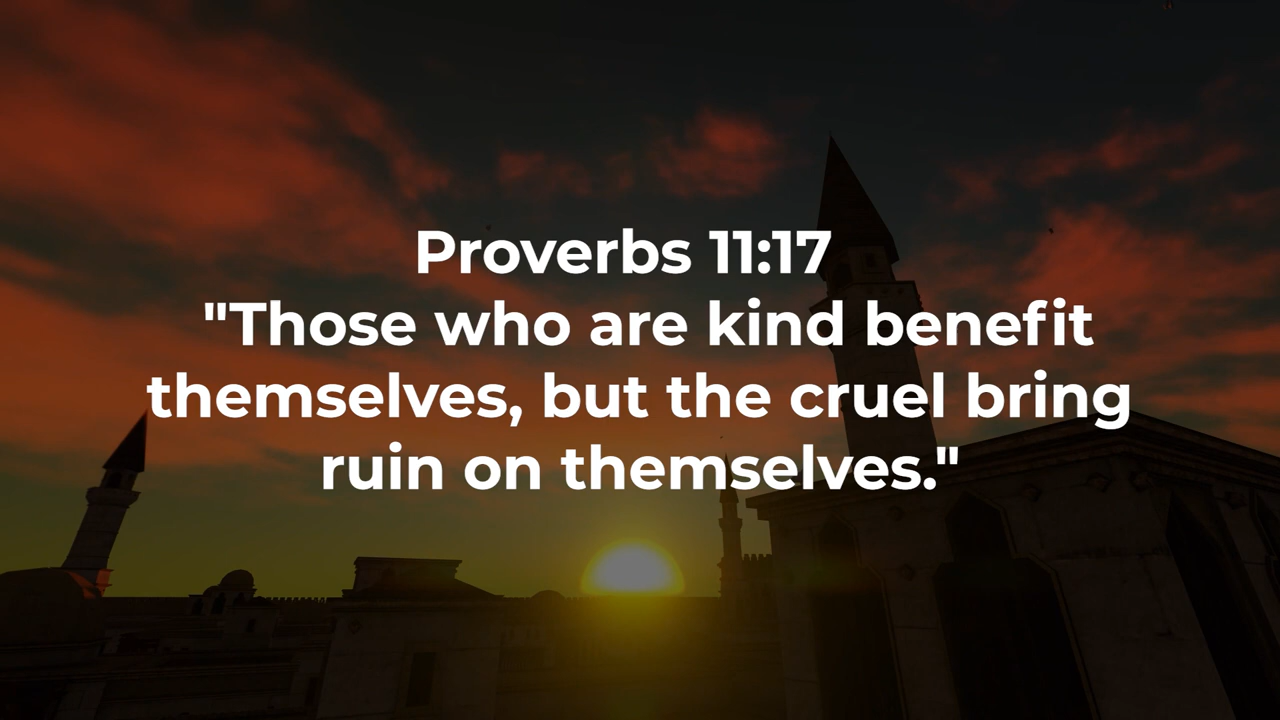 Proverbs 11:17
"Those who are kind benefit
themselves, but the cruel bring
ruin on themselves."